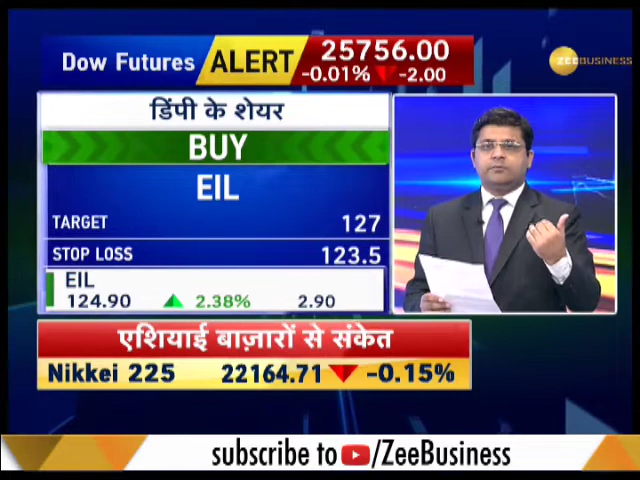 Dow Futures ALERT 25756.00
-0.01% ▼ -2.00
ZEEBUSINESS
डिंपी के शेयर
BUY
EIL
TARGET 127
STOP LOSS 123.5
EIL
124.90 ▲ 2.38% 2.90
एशियाई बाज़ारों से संकेत
Nikkei 225 22164.71 ▼ -0.15%
subscribe to /ZeeBusiness